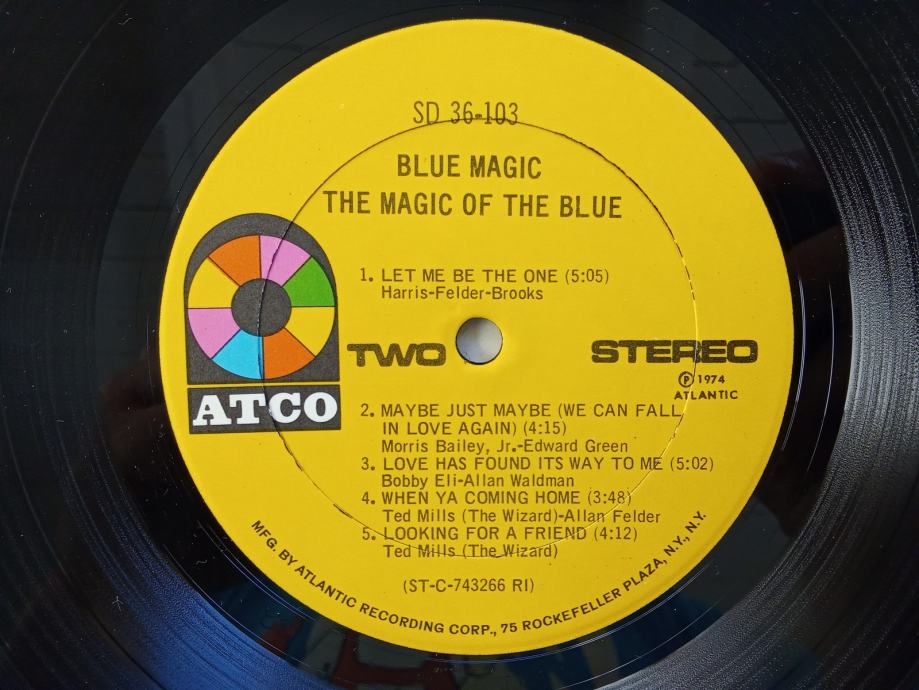 SD 36-103
BLUE MAGIC
THE MAGIC OF THE BLUE
1. LET ME BE THE ONE (5:05)
Harris-Felder-Brooks
TWO
STEREO
Ⓟ 1974
ATLANTIC
ATCO
2. MAYBE JUST MAYBE (WE CAN FALL
IN LOVE AGAIN) (4:15)
Morris Bailey, Jr.-Edward Green
3. LOVE HAS FOUND ITS WAY TO ME (5:02)
Bobby Eli-Allan Waldman
4. WHEN YA COMING HOME (3:48)
Ted Mills (The Wizard)-Allan Felder
5. LOOKING FOR A FRIEND (4:12)
Ted Mills (The Wizard)
(ST-C-743266 RI)
MFG. BY ATLANTIC RECORDING CORP., 75 ROCKEFELLER PLAZA, N.Y., N.Y.